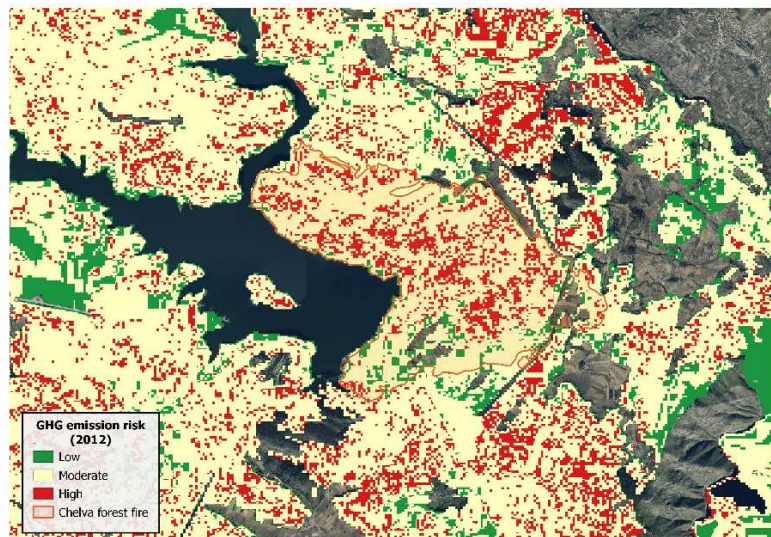 GHG emission risk
(2012)
Low
Moderate
High
Chelva forest fire